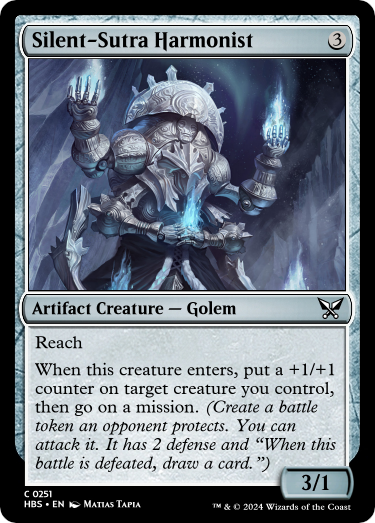 Silent-Sutra Harmonist 3
Artifact Creature — Golem
Reach
When this creature enters, put a +1/+1
counter on target creature you control,
then go on a mission. (Create a battle
token an opponent protects. You can
attack it. It has 2 defense and “When this
battle is defeated, draw a card.”)
3/1
C 0251
HBS • EN Matias Tapia
™ & © 2024 Wizards of the Coast